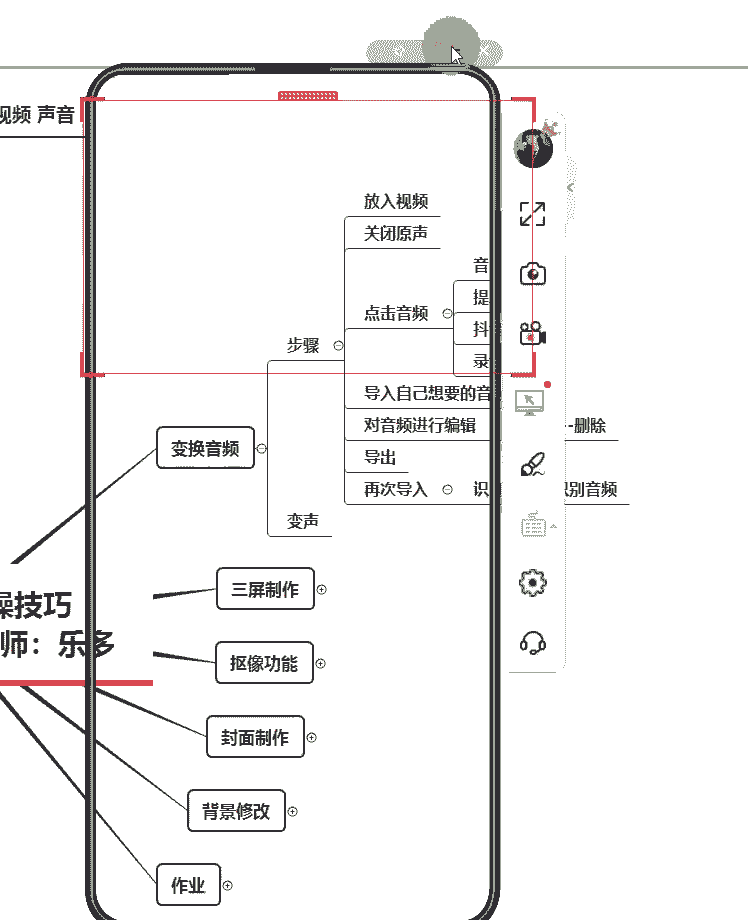 视频 声音
放入视频
关闭原声
音
提
点击音频
抖
步骤
录
导入自己想要的音
对音频进行编辑
-删除
变换音频
导出
再次导入
识
识别音频
变声
三屏制作
操技巧
师：乐多
抠像功能
封面制作
背景修改
作业